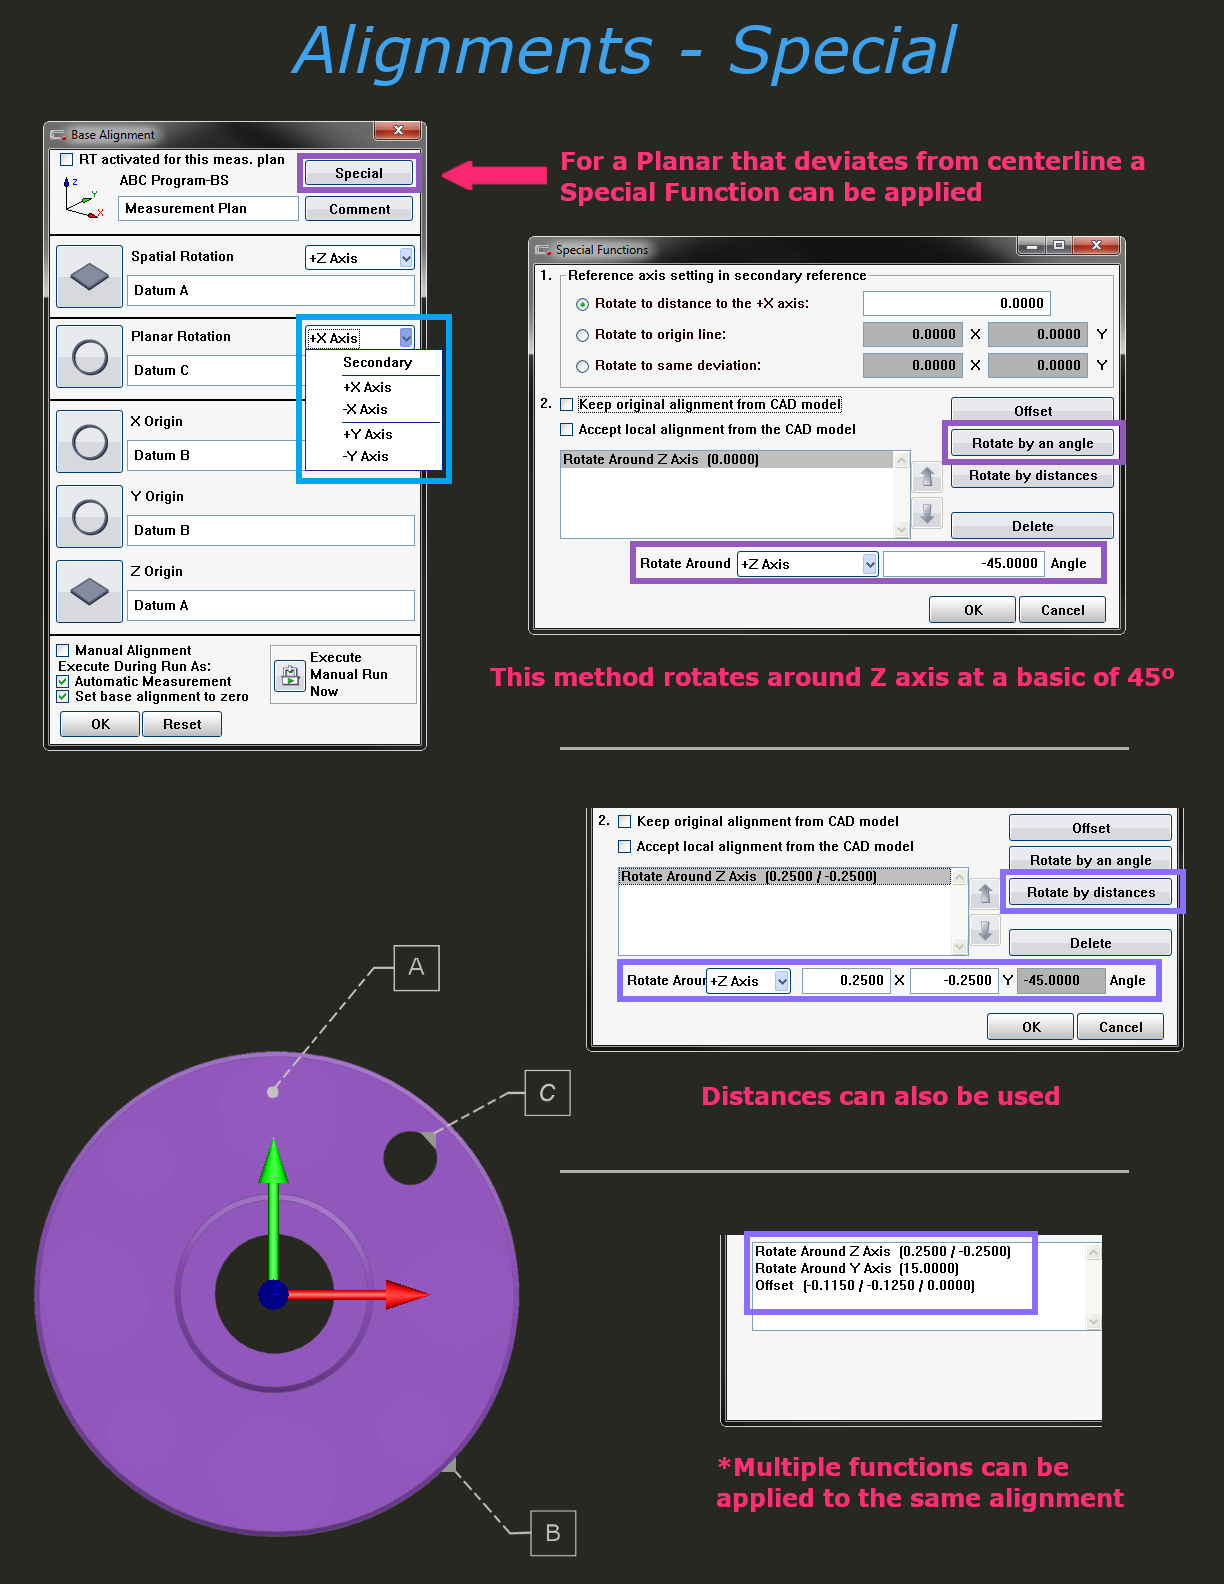 Alignments - Special
Base Alignment
RT activated for this meas. plan
Special
ABC Program-BS
Z
Y
X
Measurement Plan
Comment
Spatial Rotation
+Z Axis
Datum A
Planar Rotation
+X Axis
Datum C
Secondary
+X Axis
-X Axis
+Y Axis
-Y Axis
X Origin
Datum B
Y Origin
Datum B
Z Origin
Datum A
Manual Alignment
Execute During Run As:
Automatic Measurement
Set base alignment to zero
Execute
Manual Run
Now
OK
Reset
For a Planar that deviates from centerline a
Special Function can be applied
Special Functions
1. Reference axis setting in secondary reference
Rotate to distance to the +X axis: 0.0000
Rotate to origin line: 0.0000 X 0.0000 Y
Rotate to same deviation: 0.0000 X 0.0000 Y
2. Keep original alignment from CAD model
Accept local alignment from the CAD model
Offset
Rotate by an angle
Rotate by distances
Delete
Rotate Around Z Axis (0.0000)
Rotate Around +Z Axis -45.0000 Angle
OK
Cancel
This method rotates around Z axis at a basic of 45º
2. Keep original alignment from CAD model
Accept local alignment from the CAD model
Offset
Rotate by an angle
Rotate by distances
Delete
Rotate Around Z Axis (0.2500 / -0.2500)
Rotate Arour +Z Axis 0.2500 X -0.2500 Y -45.0000 Angle
OK
Cancel
Distances can also be used
A
C
B
Rotate Around Z Axis (0.2500 / -0.2500)
Rotate Around Y Axis (15.0000)
Offset (-0.1150 / -0.1250 / 0.0000)
*Multiple functions can be
applied to the same alignment